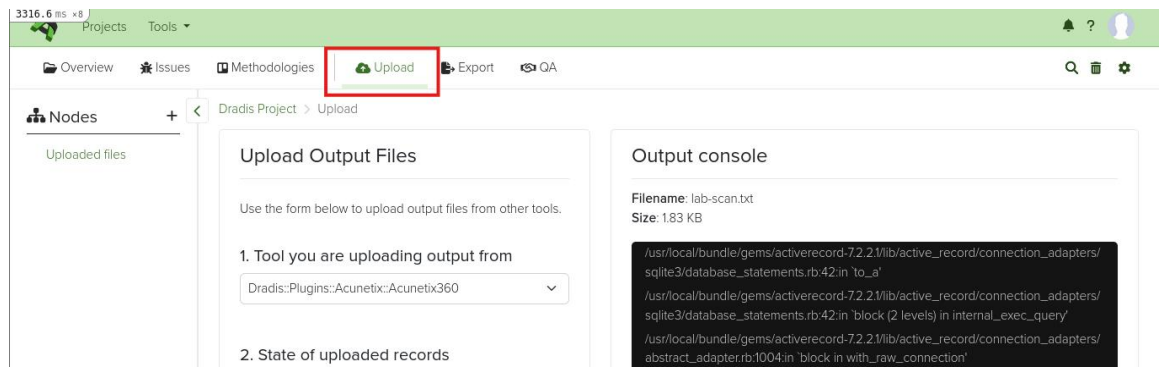 3316.6 ms ×8
Projects Tools
?
Overview Issues Methodologies Upload Export QA
Nodes +
Dradis Project > Upload
Uploaded files
Upload Output Files
Use the form below to upload output files from other tools.
1. Tool you are uploading output from
Dradis::Plugins::Acunetix::Acunetix360
2. State of uploaded records
Output console
Filename: lab-scan.txt
Size: 1.83 KB
/usr/local/bundle/gems/activerecord-7.2.2.1/lib/active_record/connection_adapters/
sqlite3/database_statements.rb:42:in `to_a'
/usr/local/bundle/gems/activerecord-7.2.2.1/lib/active_record/connection_adapters/
sqlite3/database_statements.rb:42:in `block (2 levels) in internal_exec_query'
/usr/local/bundle/gems/activerecord-7.2.2.1/lib/active_record/connection_adapters/
abstract_adapter.rb:1004:in `block in with_raw_connection'